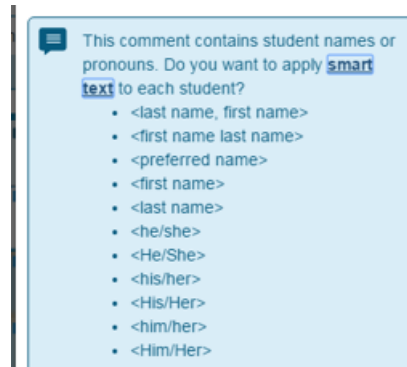 This comment contains student names or
pronouns. Do you want to apply smart
text to each student?
• <last name, first name>
• <first name last name>
• <preferred name>
• <first name>
• <last name>
• <he/she>
• <He/She>
• <his/her>
• <His/Her>
• <him/her>
• <Him/Her>